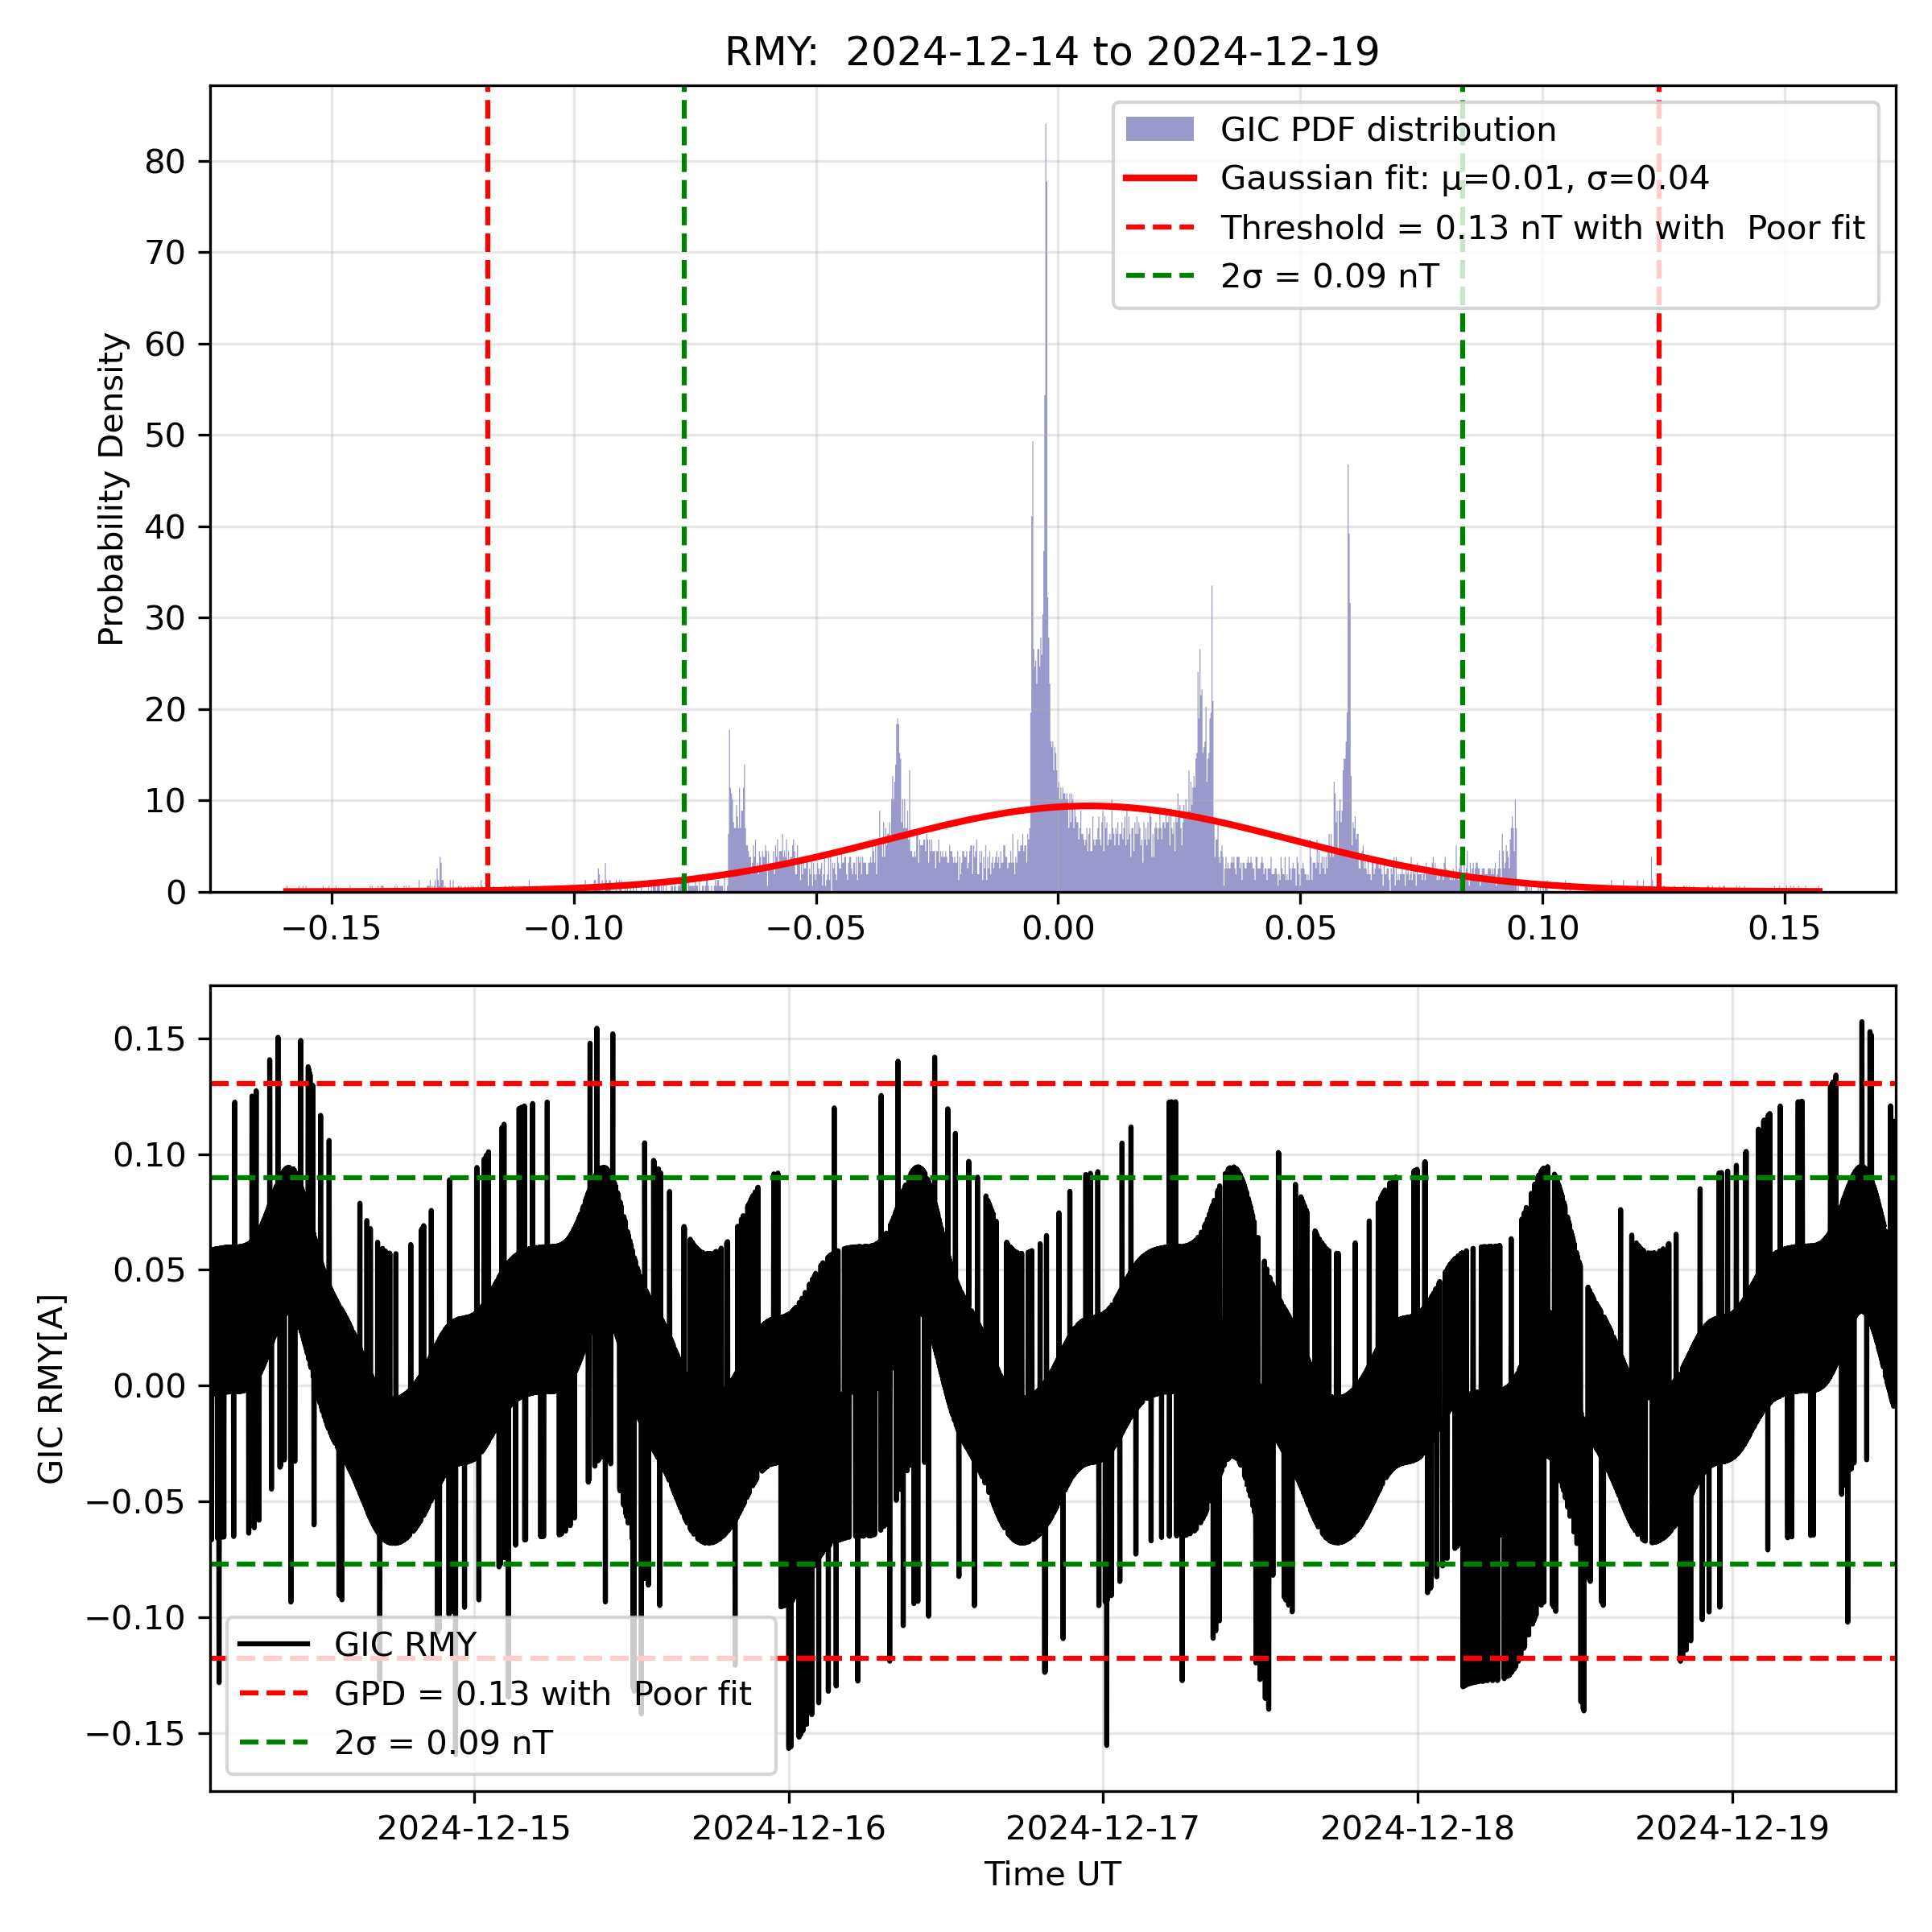 RMY:  2024-12-14 to 2024-12-19
GIC PDF distribution
Gaussian fit: μ=0.01, σ=0.04
Threshold = 0.13 nT with with  Poor fit
2σ = 0.09 nT
Probability Density
80
70
60
50
40
30
20
10
0
−0.15 −0.10 −0.05 0.00 0.05 0.10 0.15
GIC RMY[A]
0.15
0.10
0.05
0.00
−0.05
−0.10
−0.15
GIC RMY
GPD = 0.13 with  Poor fit
2σ = 0.09 nT
2024-12-15 2024-12-16 2024-12-17 2024-12-18 2024-12-19
Time UT